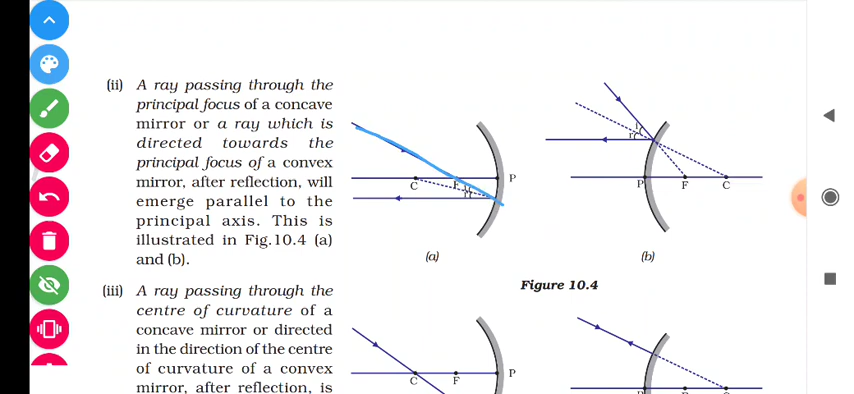 (ii) A ray passing through the
principal focus of a concave
mirror or a ray which is
directed towards the
principal focus of a convex
mirror, after reflection, will
emerge parallel to the
principal axis. This is
illustrated in Fig.10.4 (a)
and (b).
C
F
P
(a)
P
F
C
(b)
Figure 10.4
(iii) A ray passing through the
centre of curvature of a
concave mirror or directed
in the direction of the centre
of curvature of a convex
mirror, after reflection, is
C
F
P